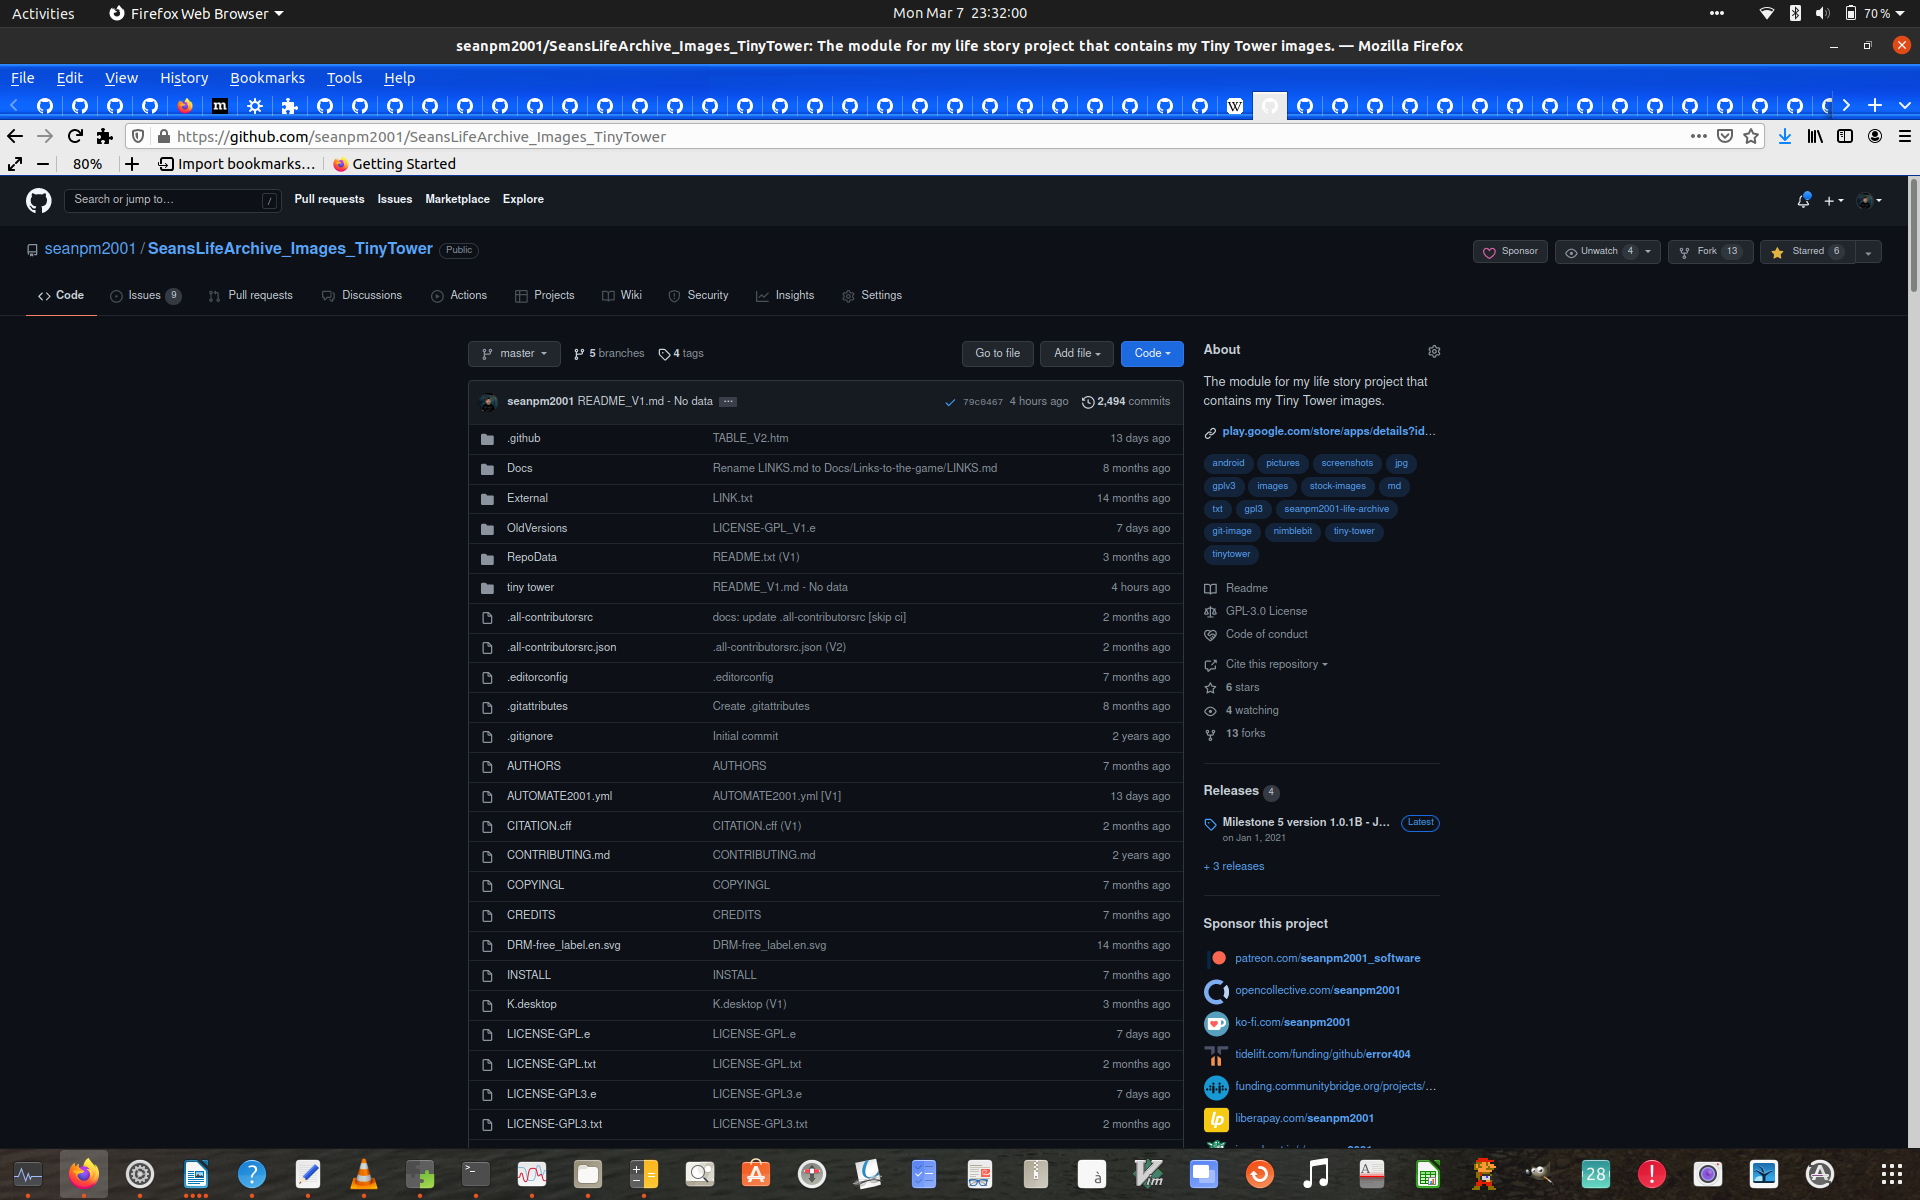 Activities Firefox Web Browser Mon Mar 7 23:32:00 70 %
seanpm2001/SeansLifeArchive_Images_TinyTower: The module for my life story project that contains my Tiny Tower images. — Mozilla Firefox
File Edit View History Bookmarks Tools Help
https://github.com/seanpm2001/SeansLifeArchive_Images_TinyTower
80% Import bookmarks… Getting Started
Search or jump to… / Pull requests Issues Marketplace Explore
seanpm2001 / SeansLifeArchive_Images_TinyTower Public Sponsor Unwatch 4 Fork 13 Starred 6
Code Issues 9 Pull requests Discussions Actions Projects Wiki Security Insights Settings
master 5 branches 4 tags Go to file Add file Code
seanpm2001 README_V1.md - No data ... 79c0467 4 hours ago 2,494 commits
.github TABLE_V2.htm 13 days ago
Docs Rename LINKS.md to Docs/Links-to-the-game/LINKS.md 8 months ago
External LINK.txt 14 months ago
OldVersions LICENSE-GPL_V1.e 7 days ago
RepoData README.txt (V1) 3 months ago
tiny tower README_V1.md - No data 4 hours ago
.all-contributorsrc docs: update .all-contributorsrc [skip ci] 2 months ago
.all-contributorsrc.json .all-contributorsrc.json (V2) 2 months ago
.editorconfig .editorconfig 7 months ago
.gitattributes Create .gitattributes 8 months ago
.gitignore Initial commit 2 years ago
AUTHORS AUTHORS 7 months ago
AUTOMATE2001.yml AUTOMATE2001.yml [V1] 13 days ago
CITATION.cff CITATION.cff (V1) 2 months ago
CONTRIBUTING.md CONTRIBUTING.md 2 years ago
COPYINGL COPYINGL 7 months ago
CREDITS CREDITS 7 months ago
DRM-free_label.en.svg DRM-free_label.en.svg 14 months ago
INSTALL INSTALL 7 months ago
K.desktop K.desktop (V1) 3 months ago
LICENSE-GPL.e LICENSE-GPL.e 7 days ago
LICENSE-GPL.txt LICENSE-GPL.txt 2 months ago
LICENSE-GPL3.e LICENSE-GPL3.e 7 days ago
LICENSE-GPL3.txt LICENSE-GPL3.txt 2 months ago
About
The module for my life story project that
contains my Tiny Tower images.
play.google.com/store/apps/details?id…
android pictures screenshots jpg
gplv3 images stock-images md
txt gpl3 seanpm2001-life-archive
git-image nimblebit tiny-tower
tinytower
Readme
GPL-3.0 License
Code of conduct
Cite this repository
6 stars
4 watching
13 forks
Releases 4
Milestone 5 version 1.0.1B - J… Latest
on Jan 1, 2021
+ 3 releases
Sponsor this project
patreon.com/seanpm2001_software
opencollective.com/seanpm2001
ko-fi.com/seanpm2001
tidelift.com/funding/github/error404
funding.communitybridge.org/projects/…
liberapay.com/seanpm2001
28